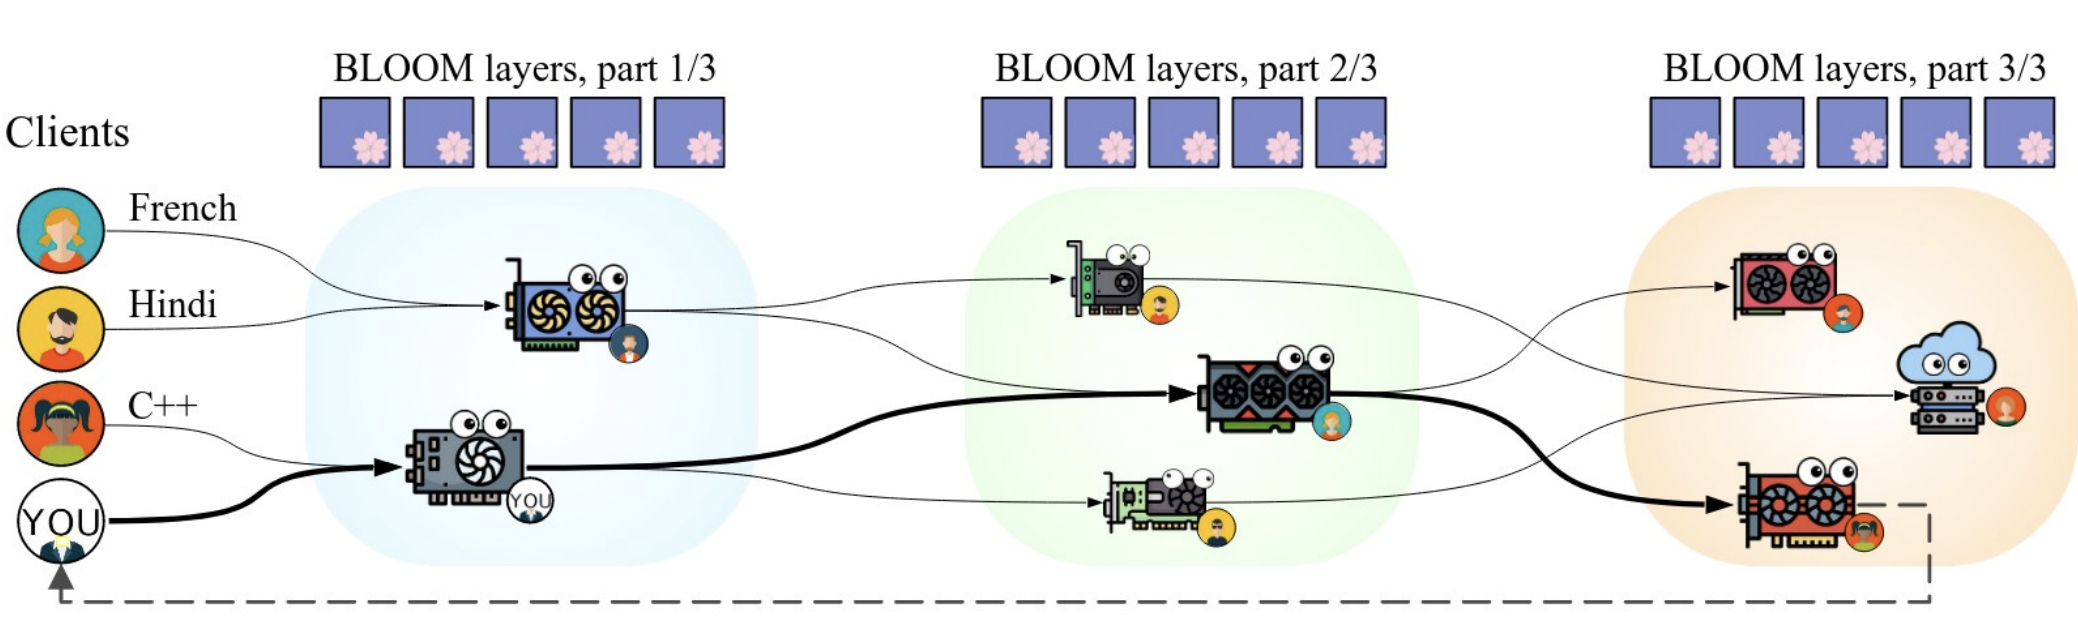 BLOOM layers, part 1/3
BLOOM layers, part 2/3
BLOOM layers, part 3/3
Clients
French
Hindi
C++
YOU
YOU